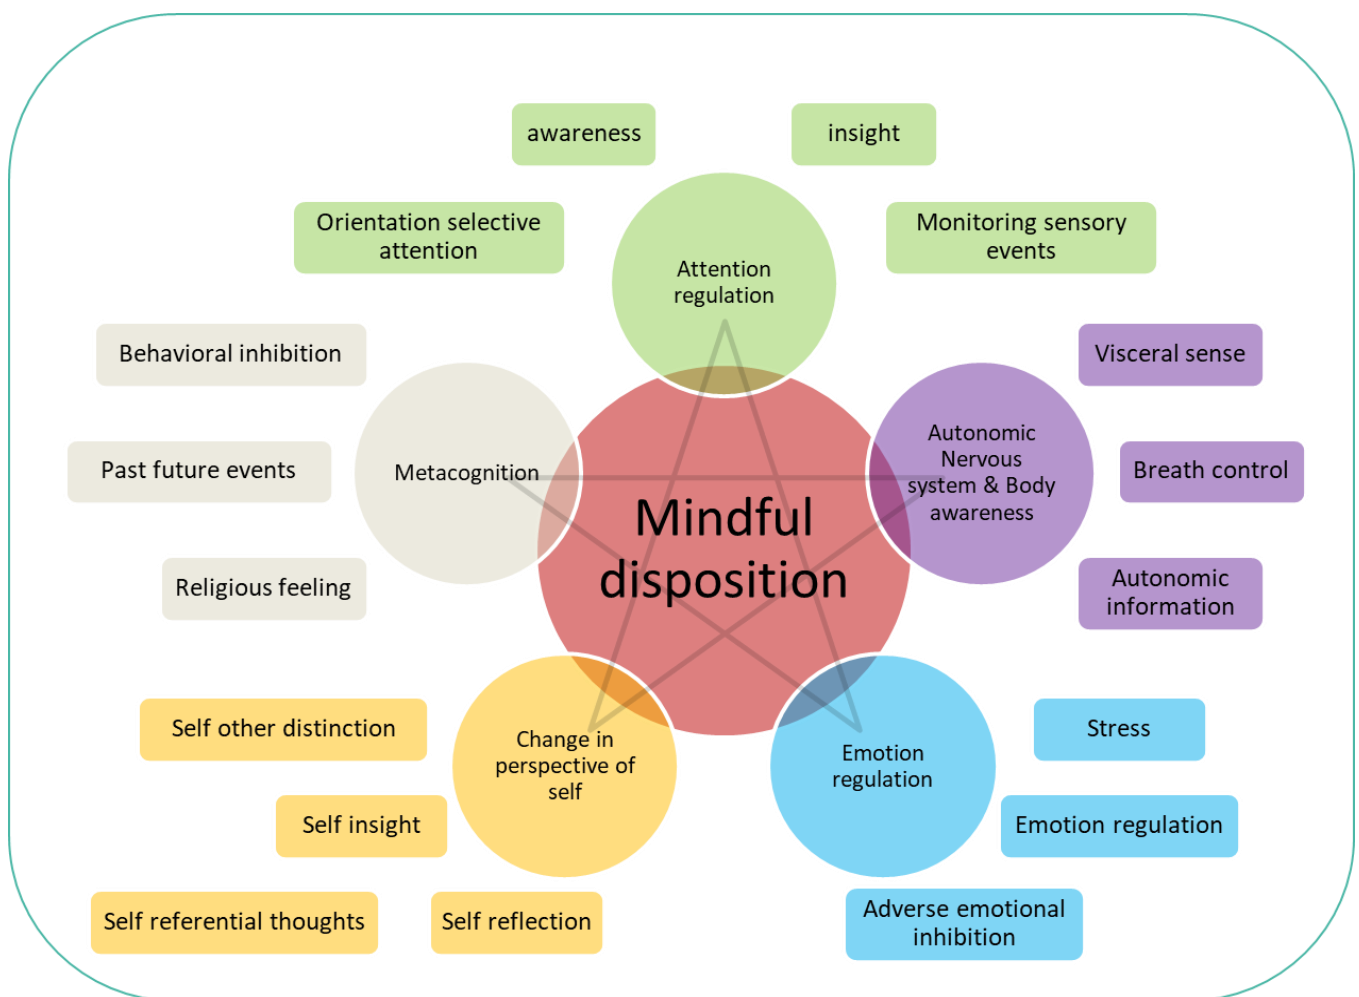 awareness
insight
Orientation selective
attention
Monitoring sensory
events
Attention
regulation
Behavioral inhibition
Visceral sense
Past future events
Metacognition
Autonomic
Nervous
system & Body
awareness
Breath control
Mindful
disposition
Religious feeling
Autonomic
information
Self other distinction
Change in
perspective of
self
Emotion
regulation
Stress
Self insight
Emotion regulation
Self referential thoughts
Self reflection
Adverse emotional
inhibition